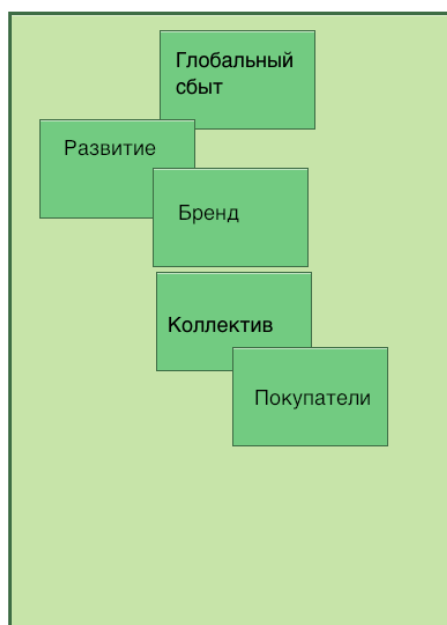 Глобальный
сбыт
Развитие
Бренд
Коллектив
Покупатели